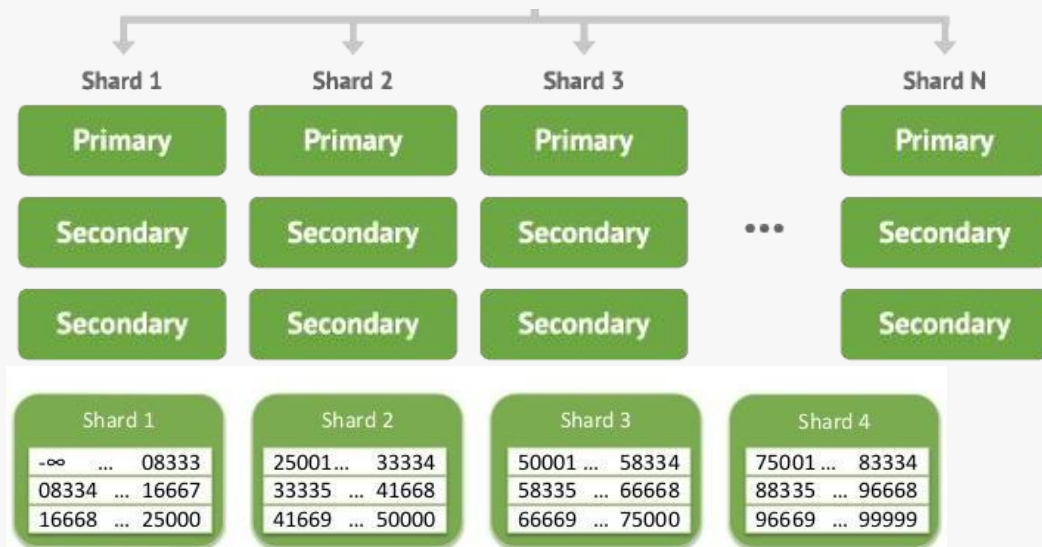 Shard 1 Shard 2 Shard 3 Shard N
Primary Primary Primary Primary
Secondary Secondary Secondary ... Secondary
Secondary Secondary Secondary Secondary
Shard 1 Shard 2 Shard 3 Shard 4
-∞ ... 08333 25001... 33334 50001 ... 58334 75001 ... 83334
08334 ... 16667 33335 ... 41668 58335 ... 66668 88335 ... 96668
16668 ... 25000 41669 ... 50000 66669 ... 75000 96669 ... 99999